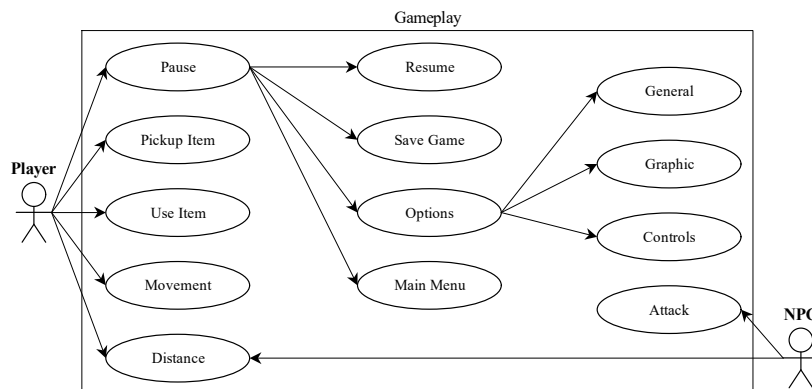 Gameplay
Pause
Resume
General
Pickup Item
Save Game
Graphic
Player
Use Item
Options
Controls
Movement
Main Menu
Attack
NPC
Distance